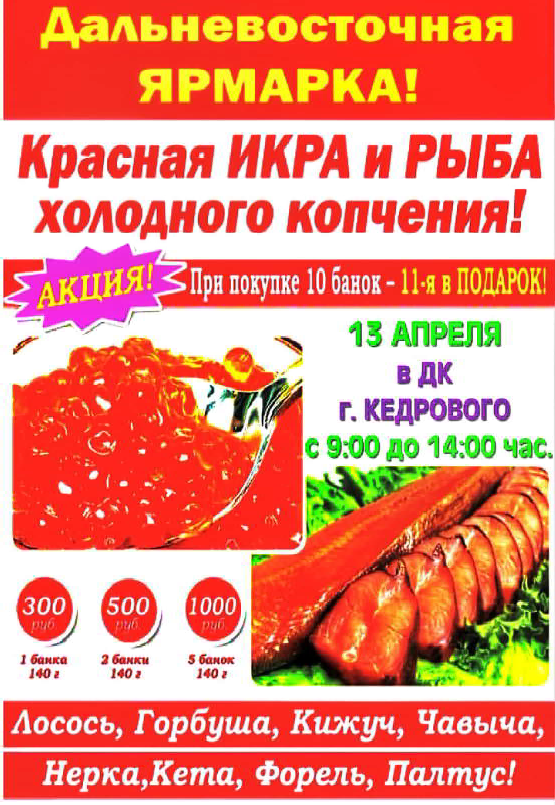 Дальневосточная
ЯРМАРКА!
Красная ИКРА и РЫБА
холодного копчения!
АКЦИЯ!
При покупке 10 банок - 11-я в ПОДАРОК!
13 АПРЕЛЯ
в ДК
г. КЕДРОВОГО
с 9:00 до 14:00 час.
300 500 1000
руб. руб. руб.
1 банка 2 банки 5 банок
140 г 140 г 140 г
Лосось, Горбуша, Кижуч, Чавыча,
Нерка,Кета, Форель, Палтус!